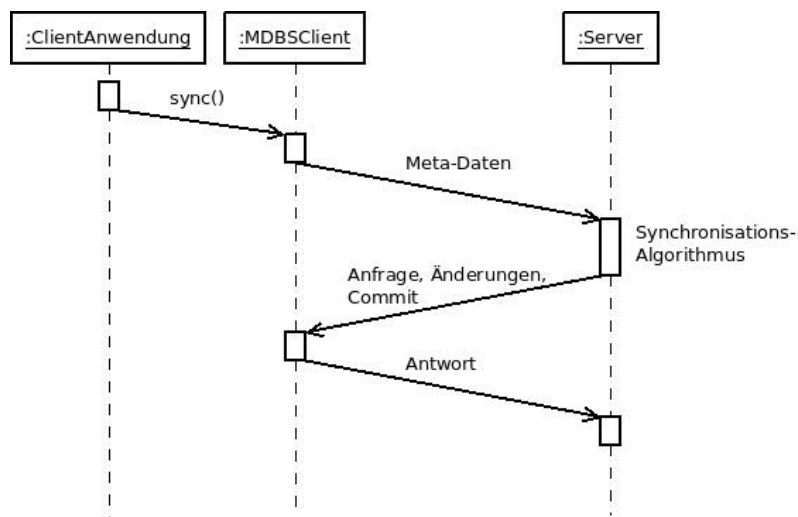 :ClientAnwendung
:MDBSClient
:Server
sync()
Meta-Daten
Synchronisations-
Algorithmus
Anfrage, Änderungen,
Commit
Antwort